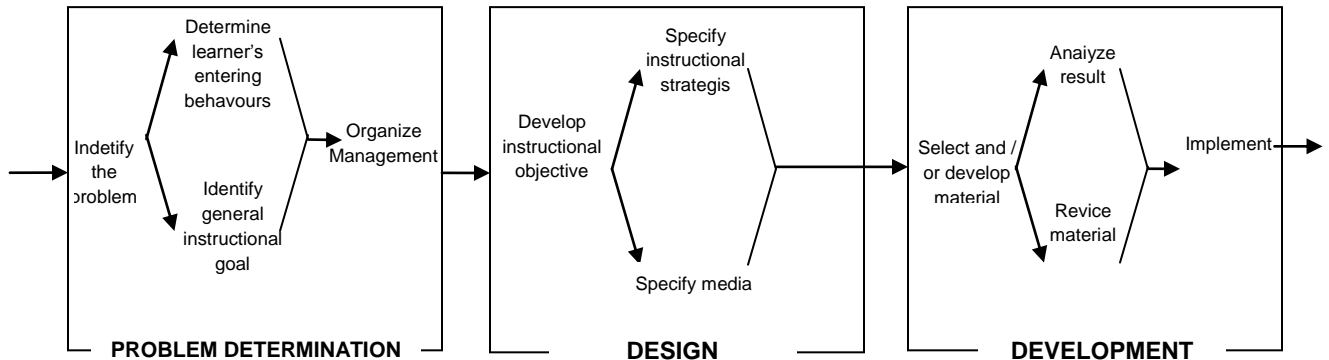 Indetify
the
problem
Determine
learner's
entering
behavours
Identify
general
instructional
goal
Organize
Management
PROBLEM DETERMINATION
Develop
instructional
objective
Specify
instructional
strategis
Specify media
DESIGN
Select and /
or develop
material
Anaiyze
result
Revice
material
Implement
DEVELOPMENT